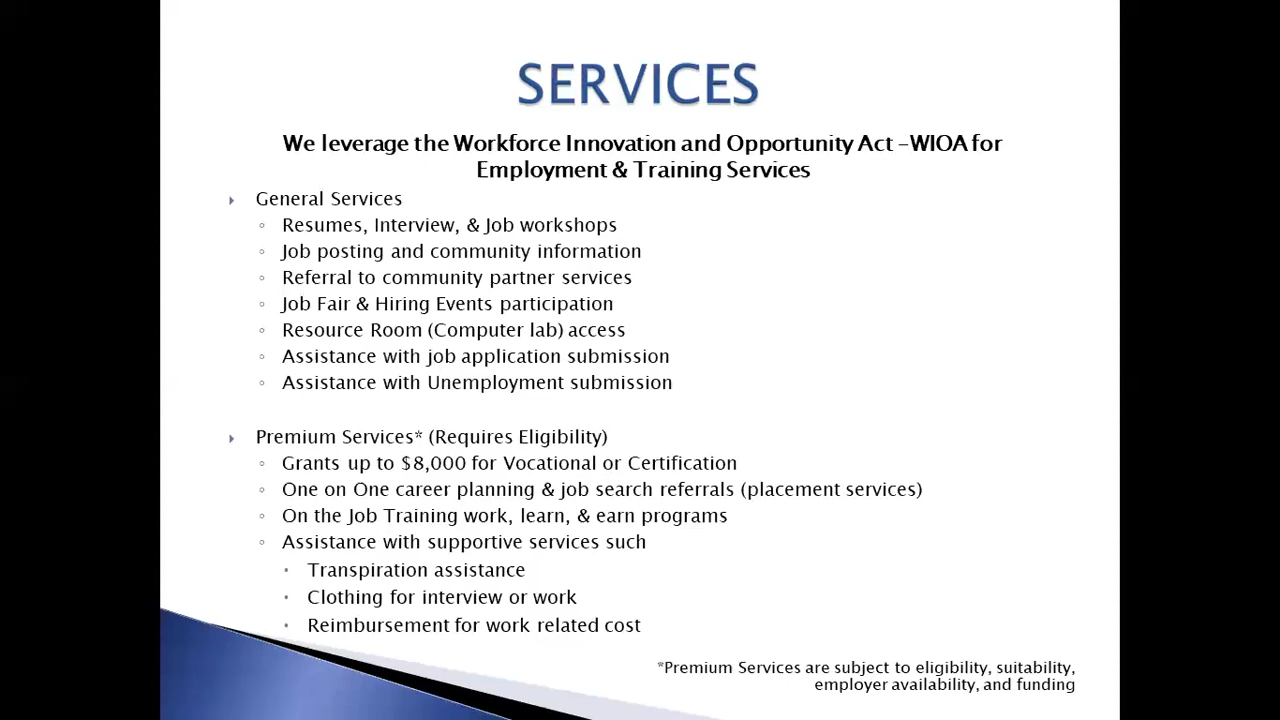 SERVICES
We leverage the Workforce Innovation and Opportunity Act –WIOA for
Employment & Training Services
General Services
Resumes, Interview, & Job workshops
Job posting and community information
Referral to community partner services
Job Fair & Hiring Events participation
Resource Room (Computer lab) access
Assistance with job application submission
Assistance with Unemployment submission
Premium Services* (Requires Eligibility)
Grants up to $8,000 for Vocational or Certification
One on One career planning & job search referrals (placement services)
On the Job Training work, learn, & earn programs
Assistance with supportive services such
Transpiration assistance
Clothing for interview or work
Reimbursement for work related cost
*Premium Services are subject to eligibility, suitability,
employer availability, and funding